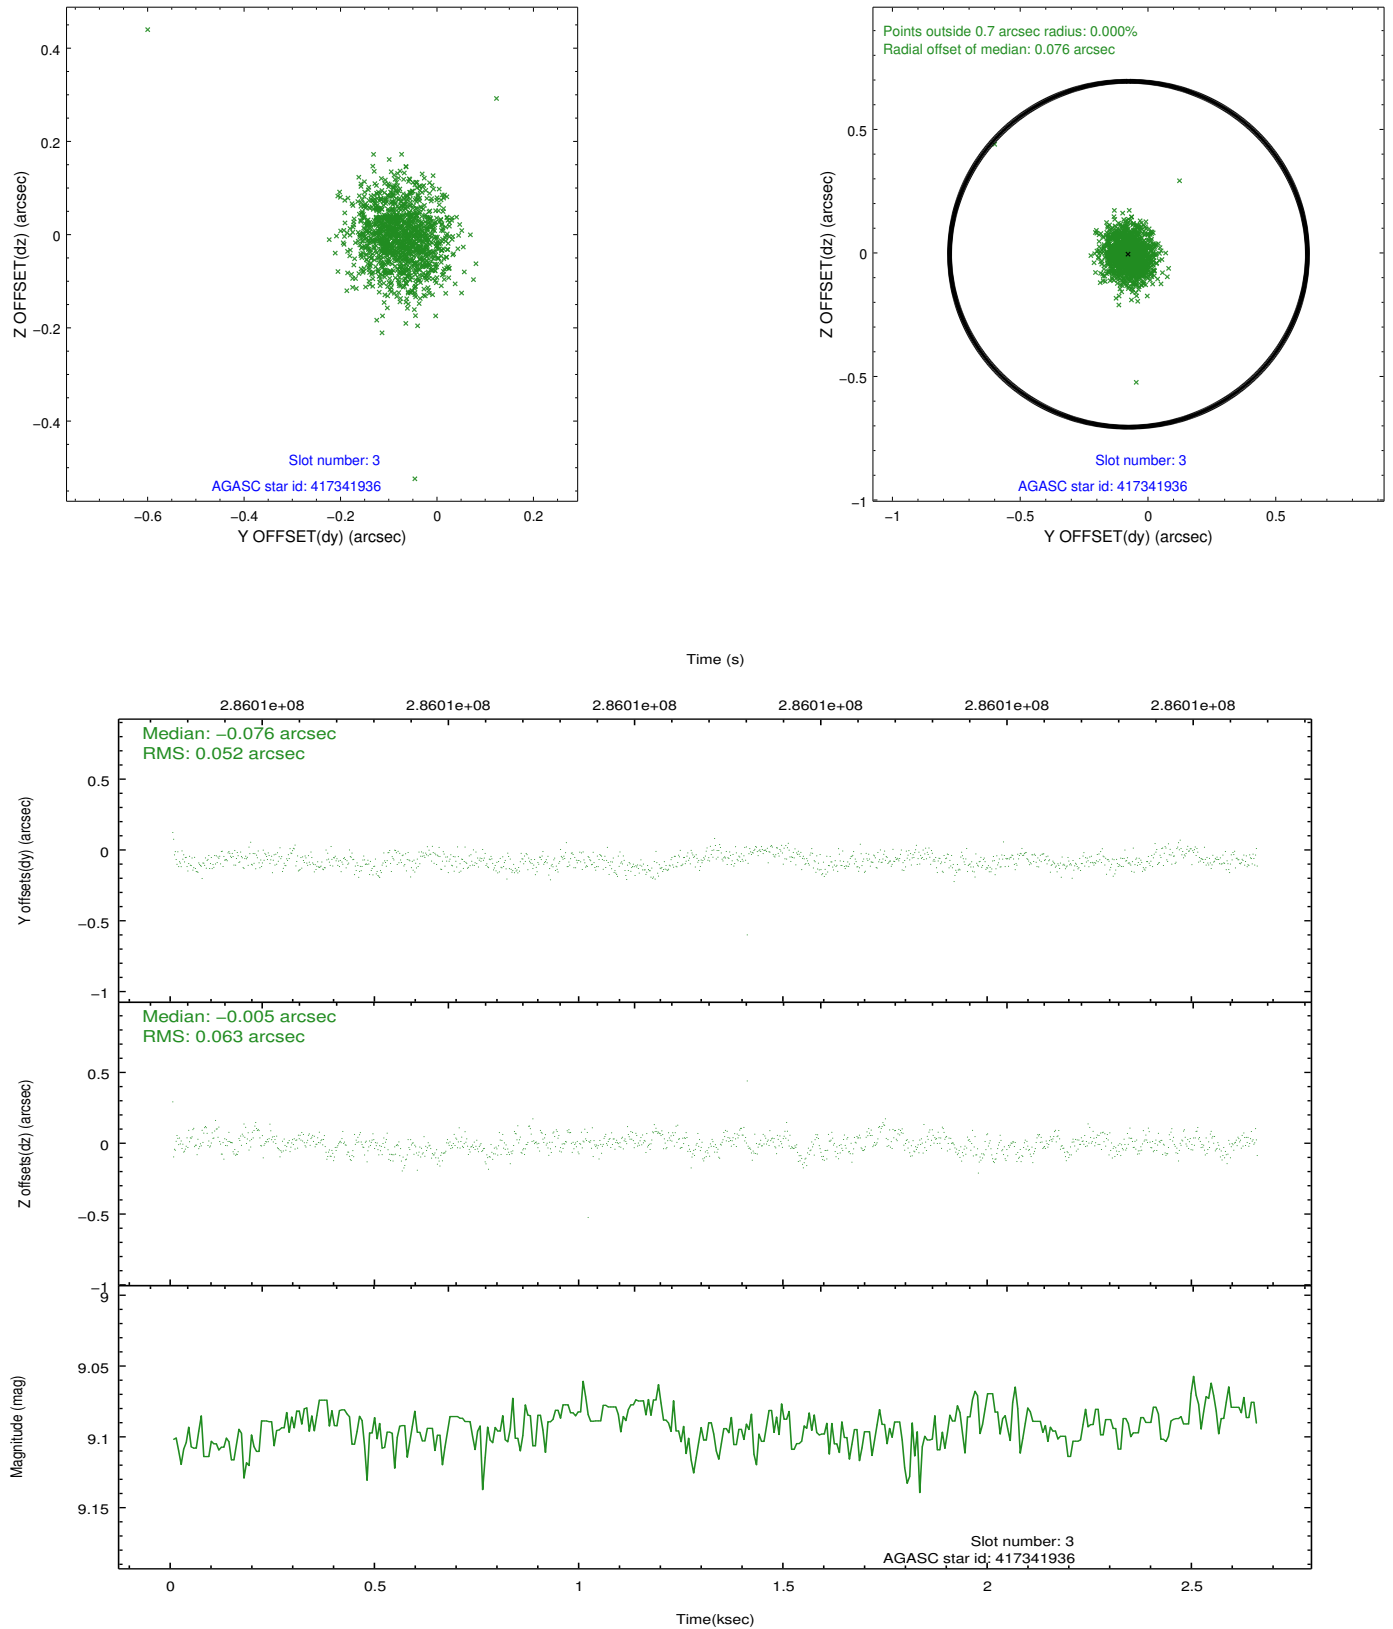 0.4
0.2
0
−0.2
−0.4
Z OFFSET(dz) (arcsec)
Slot number: 3
AGASC star id: 417341936
−0.6
−0.4
−0.2
0
0.2
Y OFFSET(dy) (arcsec)
Points outside 0.7 arcsec radius: 0.000%
Radial offset of median: 0.076 arcsec
0.5
0
−0.5
−1
Z OFFSET(dz) (arcsec)
Slot number: 3
AGASC star id: 417341936
−1
−0.5
0
0.5
Y OFFSET(dy) (arcsec)
Time (s)
2.8601e+08
2.8601e+08
2.8601e+08
2.8601e+08
2.8601e+08
2.8601e+08
Median: −0.076 arcsec
RMS: 0.052 arcsec
0.5
0
−0.5
−1
Y offsets(dy) (arcsec)
Median: −0.005 arcsec
RMS: 0.063 arcsec
0.5
0
−0.5
−1
Z offsets(dz) (arcsec)
9
9.05
9.1
9.15
Magnitude (mag)
Slot number: 3
AGASC star id: 417341936
0
0.5
1
1.5
2
2.5
Time(ksec)